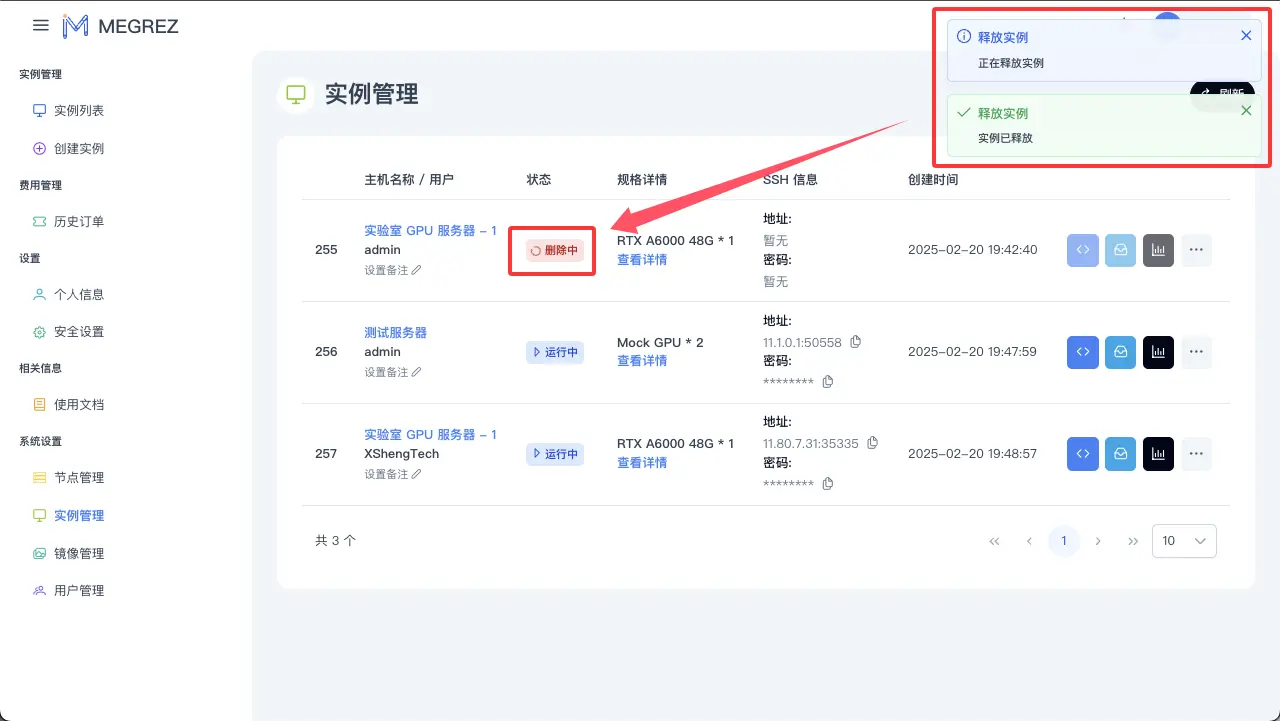 MEGREZ
实例管理
实例列表
创建实例
费用管理
历史订单
设置
个人信息
安全设置
相关信息
使用文档
系统设置
节点管理
实例管理
镜像管理
用户管理
实例管理
释放实例
正在释放实例
刷新
释放实例
实例已释放
主机名称 / 用户 状态 规格详情 SSH 信息 创建时间
255
实验室 GPU 服务器 – 1
admin
设置备注
删除中
RTX A6000 48G * 1
查看详情
地址:
暂无
密码:
暂无
2025-02-20 19:42:40
256
测试服务器
admin
设置备注
运行中
Mock GPU * 2
查看详情
地址:
11.1.0.1:50558
密码:
********
2025-02-20 19:47:59
257
实验室 GPU 服务器 – 1
XShengTech
设置备注
运行中
RTX A6000 48G * 1
查看详情
地址:
11.80.7.31:35335
密码:
********
2025-02-20 19:48:57
共 3 个
1
10